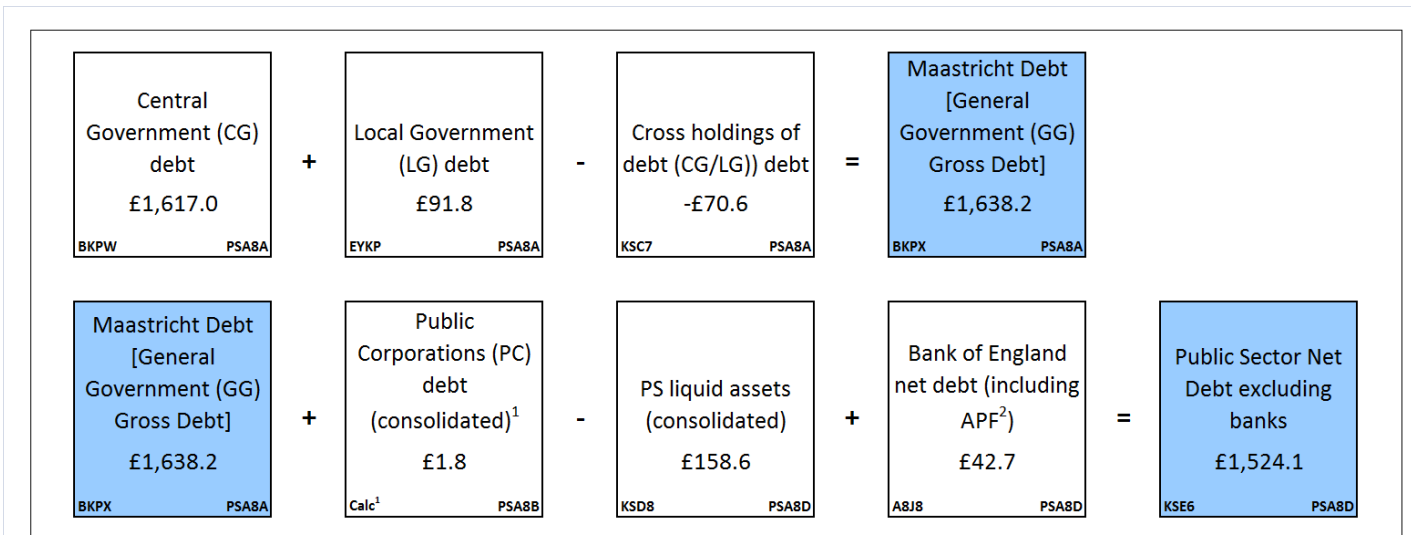 Central
Government (CG)
debt
£1,617.0
BKPW PSA8A
+
Local Government
(LG) debt
£91.8
EYKP PSA8A
-
Cross holdings of
debt (CG/LG)) debt
-£70.6
KSC7 PSA8A
=
Maastricht Debt
[General
Government (GG)
Gross Debt]
£1,638.2
BKPX PSA8A
Maastricht Debt
[General
Government (GG)
Gross Debt]
£1,638.2
BKPX PSA8A
+
Public
Corporations (PC)
debt
(consolidated)¹
£1.8
Calc¹ PSA8B
-
PS liquid assets
(consolidated)
£158.6
KSD8 PSA8D
+
Bank of England
net debt (including
APF²)
£42.7
A8J8 PSA8D
=
Public Sector Net
Debt excluding
banks
£1,524.1
KSE6 PSA8D